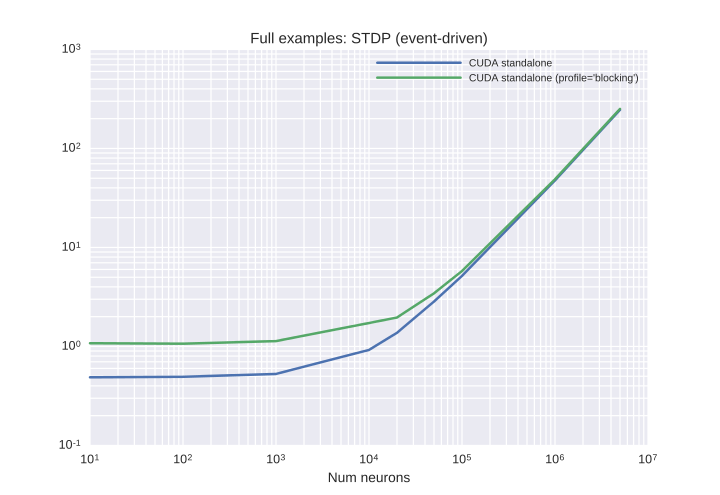 Full examples: STDP (event-driven)
CUDA standalone
CUDA standalone (profile='blocking')
10³
10²
10¹
10⁰
10⁻¹
10¹ 10² 10³ 10⁴ 10⁵ 10⁶ 10⁷
Num neurons